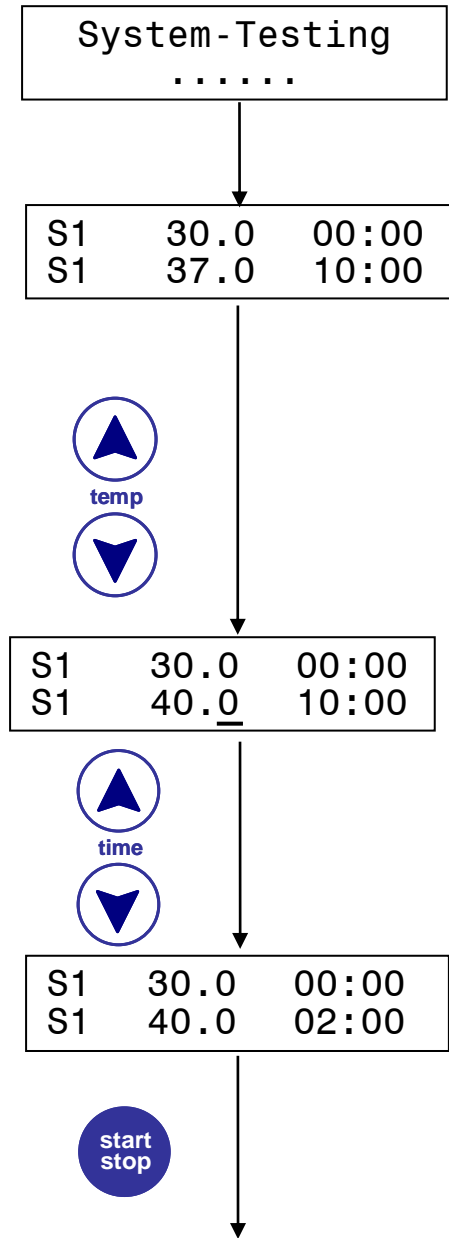 System-Testing
......
S1 30.0 00:00
S1 37.0 10:00
temp
S1 30.0 00:00
S1 40.0 10:00
time
S1 30.0 00:00
S1 40.0 02:00
start
stop